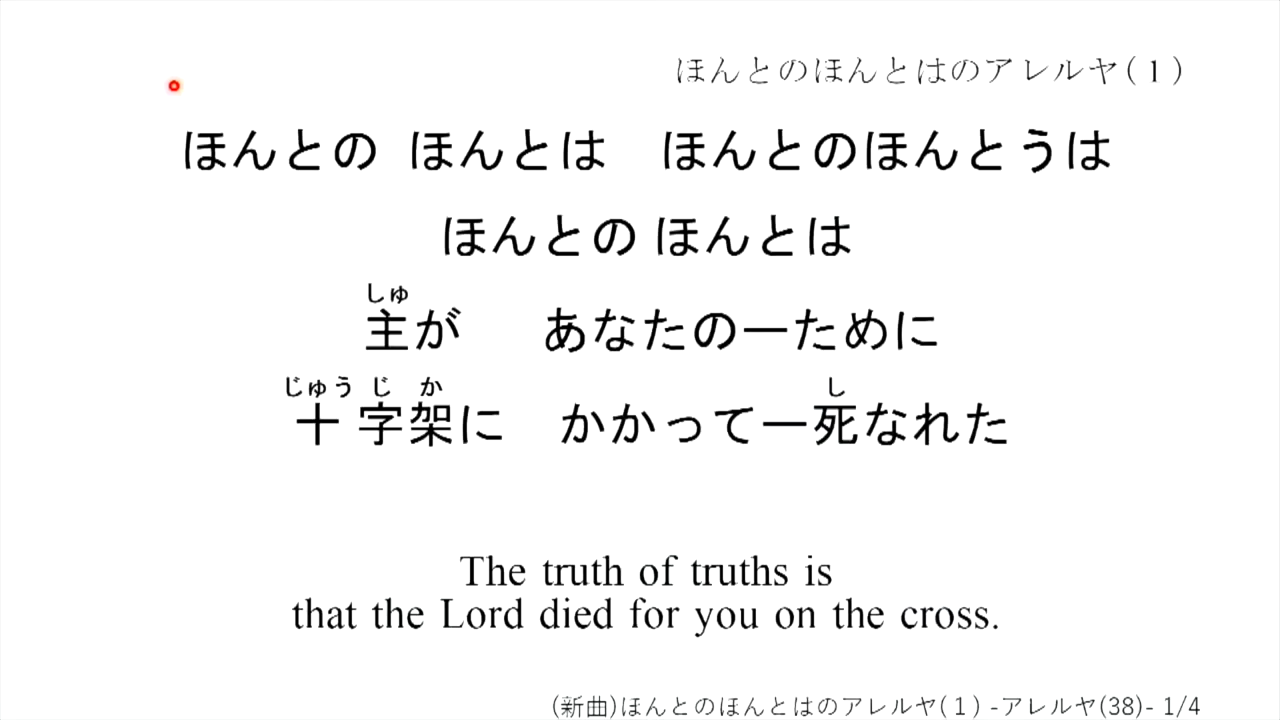 ほんとのほんとはのアレルヤ(１)
ほんとの ほんとは　ほんとのほんとうは
ほんとの ほんとは
しゅ
主が　あなたの―ために
じゅう じ か し
十字架に　かかって―死なれた
The truth of truths is
that the Lord died for you on the cross.
(新曲)ほんとのほんとはのアレルヤ(１) -アレルヤ(38)- 1/4